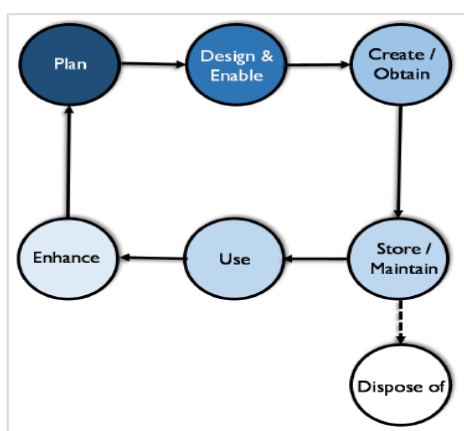 Plan
Design &
Enable
Create /
Obtain
Enhance
Use
Store /
Maintain
Dispose of